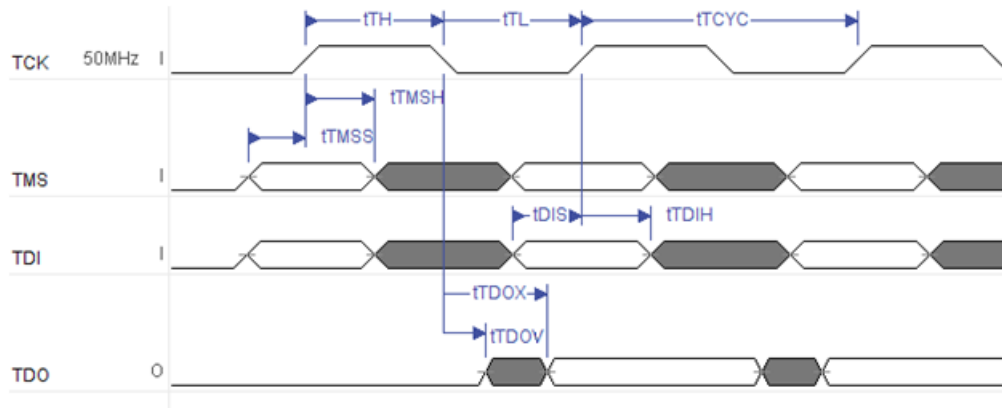 tTH tTL tTCYC
TCK 50MHz I
tTMSH
tTMSS
TMS I
tDIS tTDIH
TDI I
tTDOX
tTDOV
TDO O